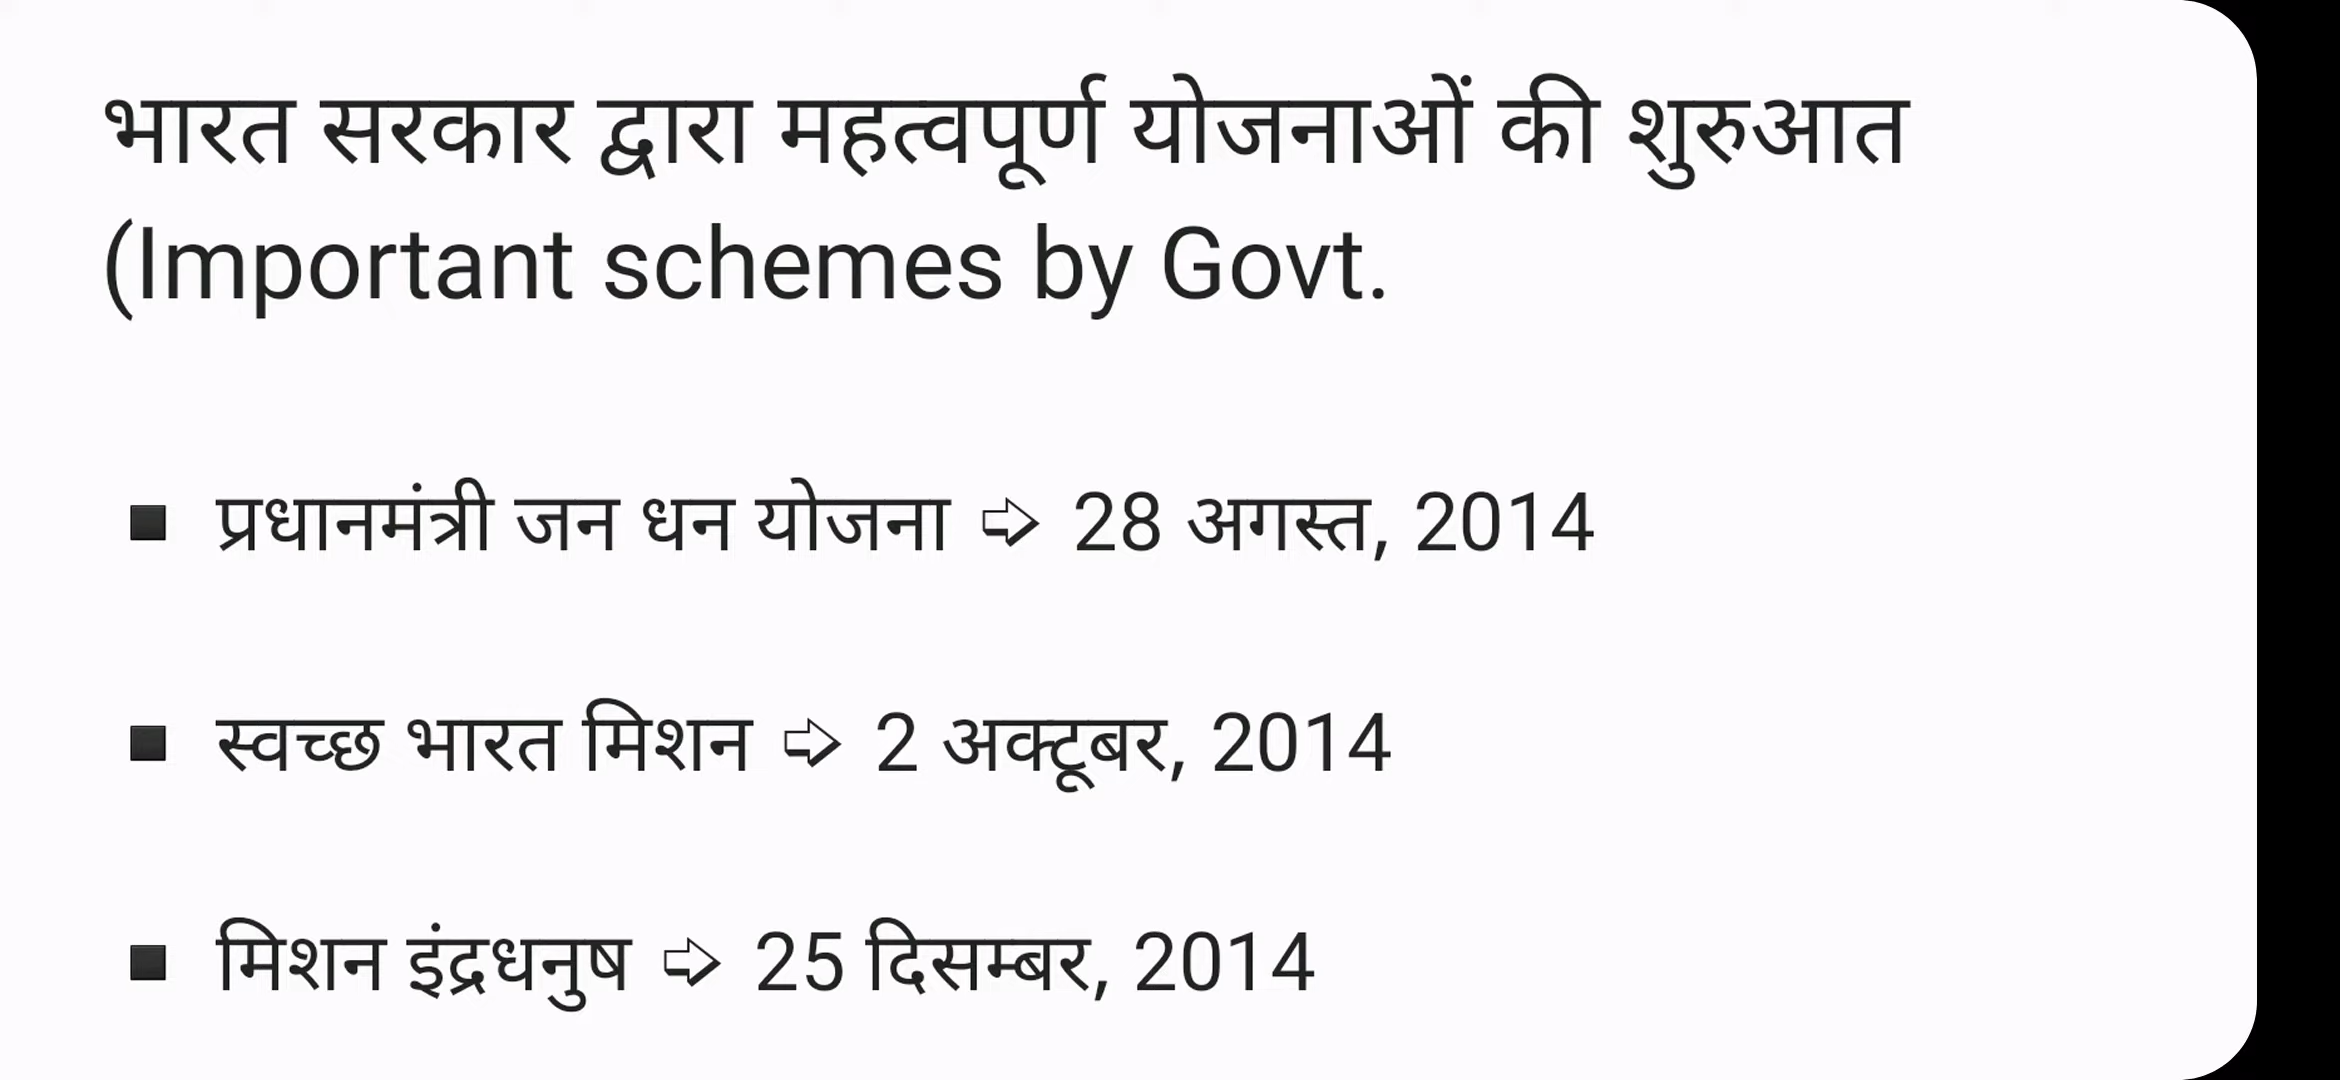 भारत सरकार द्वारा महत्वपूर्ण योजनाओं की शुरुआत
(Important schemes by Govt.
▪ प्रधानमंत्री जन धन योजना ➩ 28 अगस्त, 2014
▪ स्वच्छ भारत मिशन ➩ 2 अक्टूबर, 2014
▪ मिशन इंद्रधनुष ➩ 25 दिसम्बर, 2014